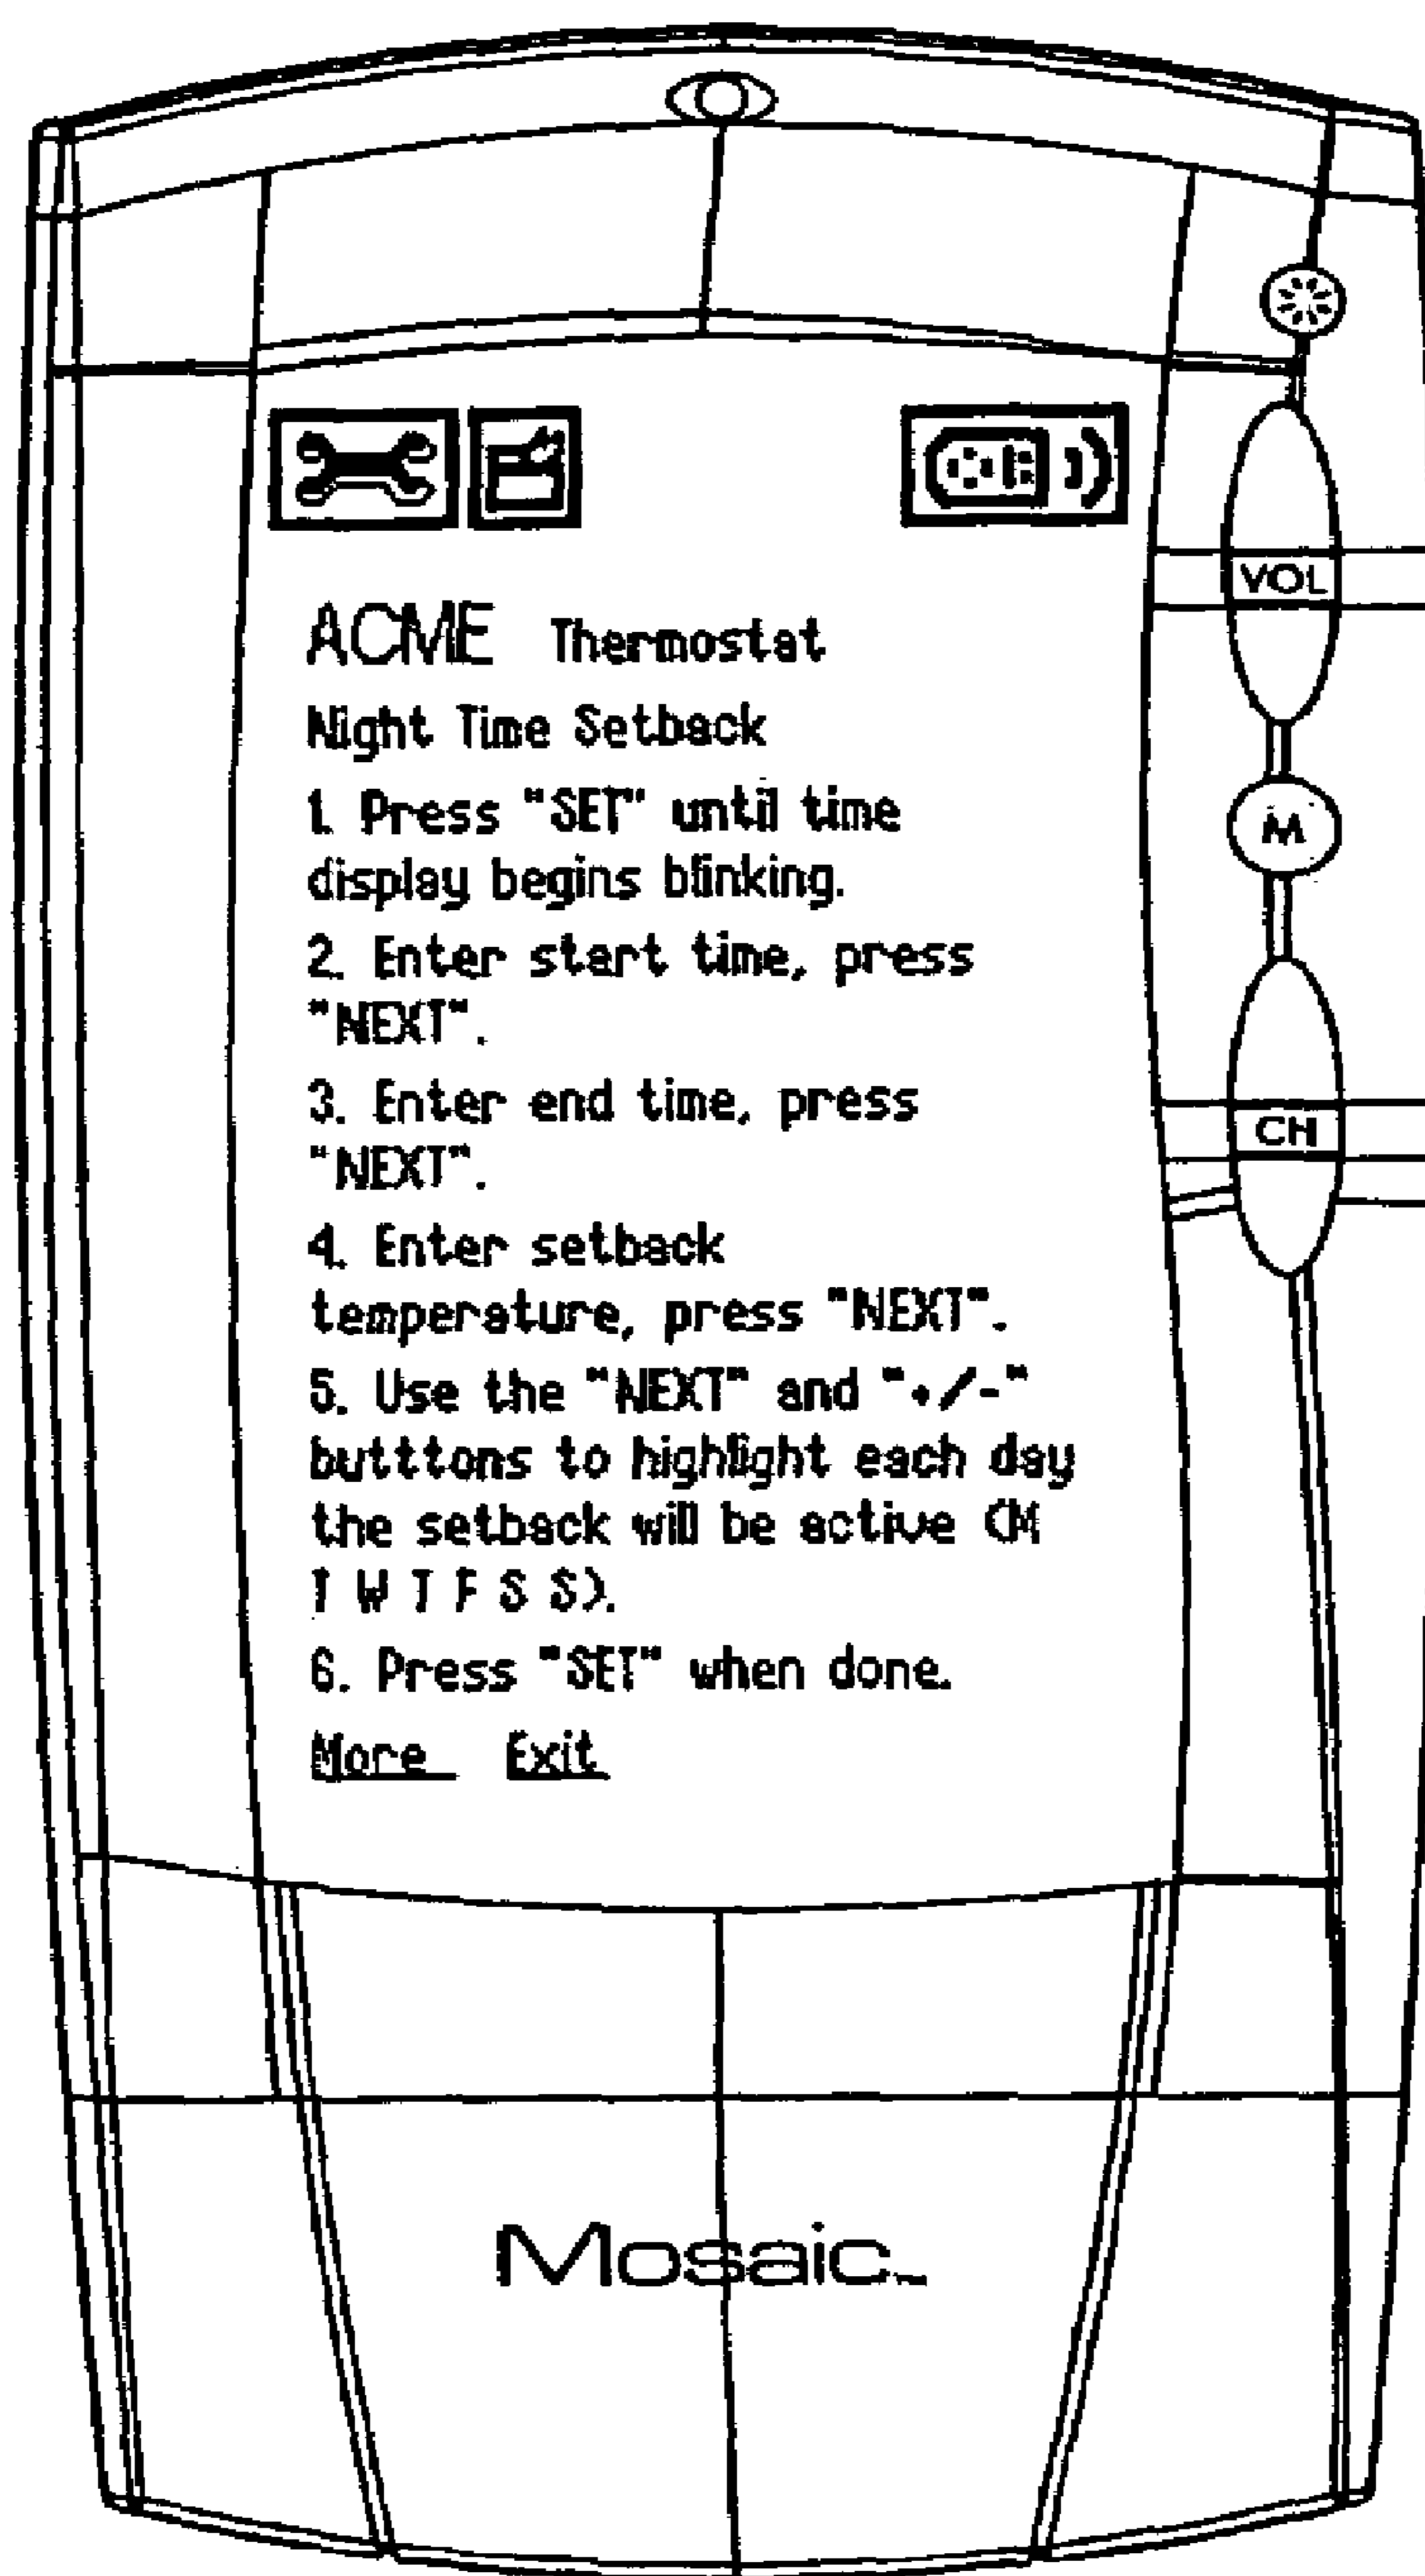 VOL
ACME Thermostat
Night Time Setback
1. Press "SET" until time
display begins blinking.
M
2. Enter start time, press
"NEXT".
3. Enter end time, press
CH
"NEXT".
4. Enter setback
temperature, press "NEXT".
5. Use the "NEXT" and "+/-"
butttons to highlight each day
the setback will be active (M
T W T F S S).
6. Press "SET" when done.
More Exit
Mosaic™